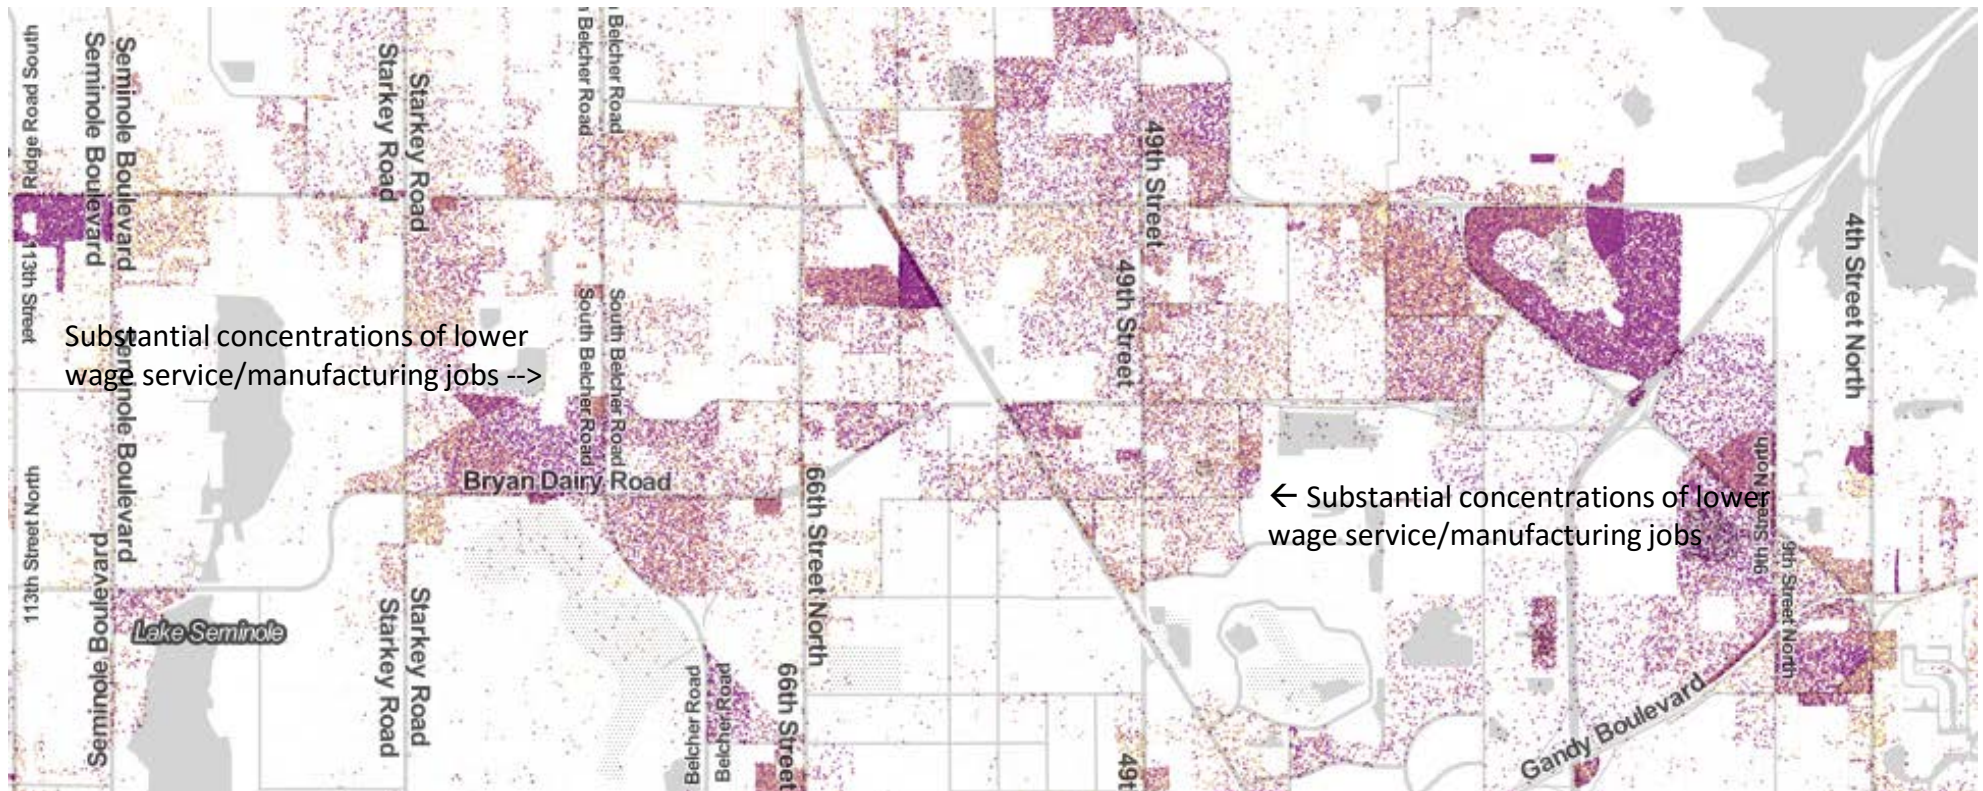 Ridge Road South
Seminole Boulevard
Seminole Boulevard
Starkey Road
Starkey Road
Belcher Road
Belcher Road
49th Street
4th Street North
113th Street
49th Street
South Belcher Road
South Belcher Road
Substantial concentrations of lower
wage service/manufacturing jobs -->
Seminole Boulevard
113th Street North
Bryan Dairy Road
66th Street North
9th Street North
← Substantial concentrations of lower
wage service/manufacturing jobs
9th Street North
Seminole Boulevard
Lake Seminole
Starkey Road
Starkey Road
Belcher Road
Belcher Road
66th Street
49t
Gandy Boulevard